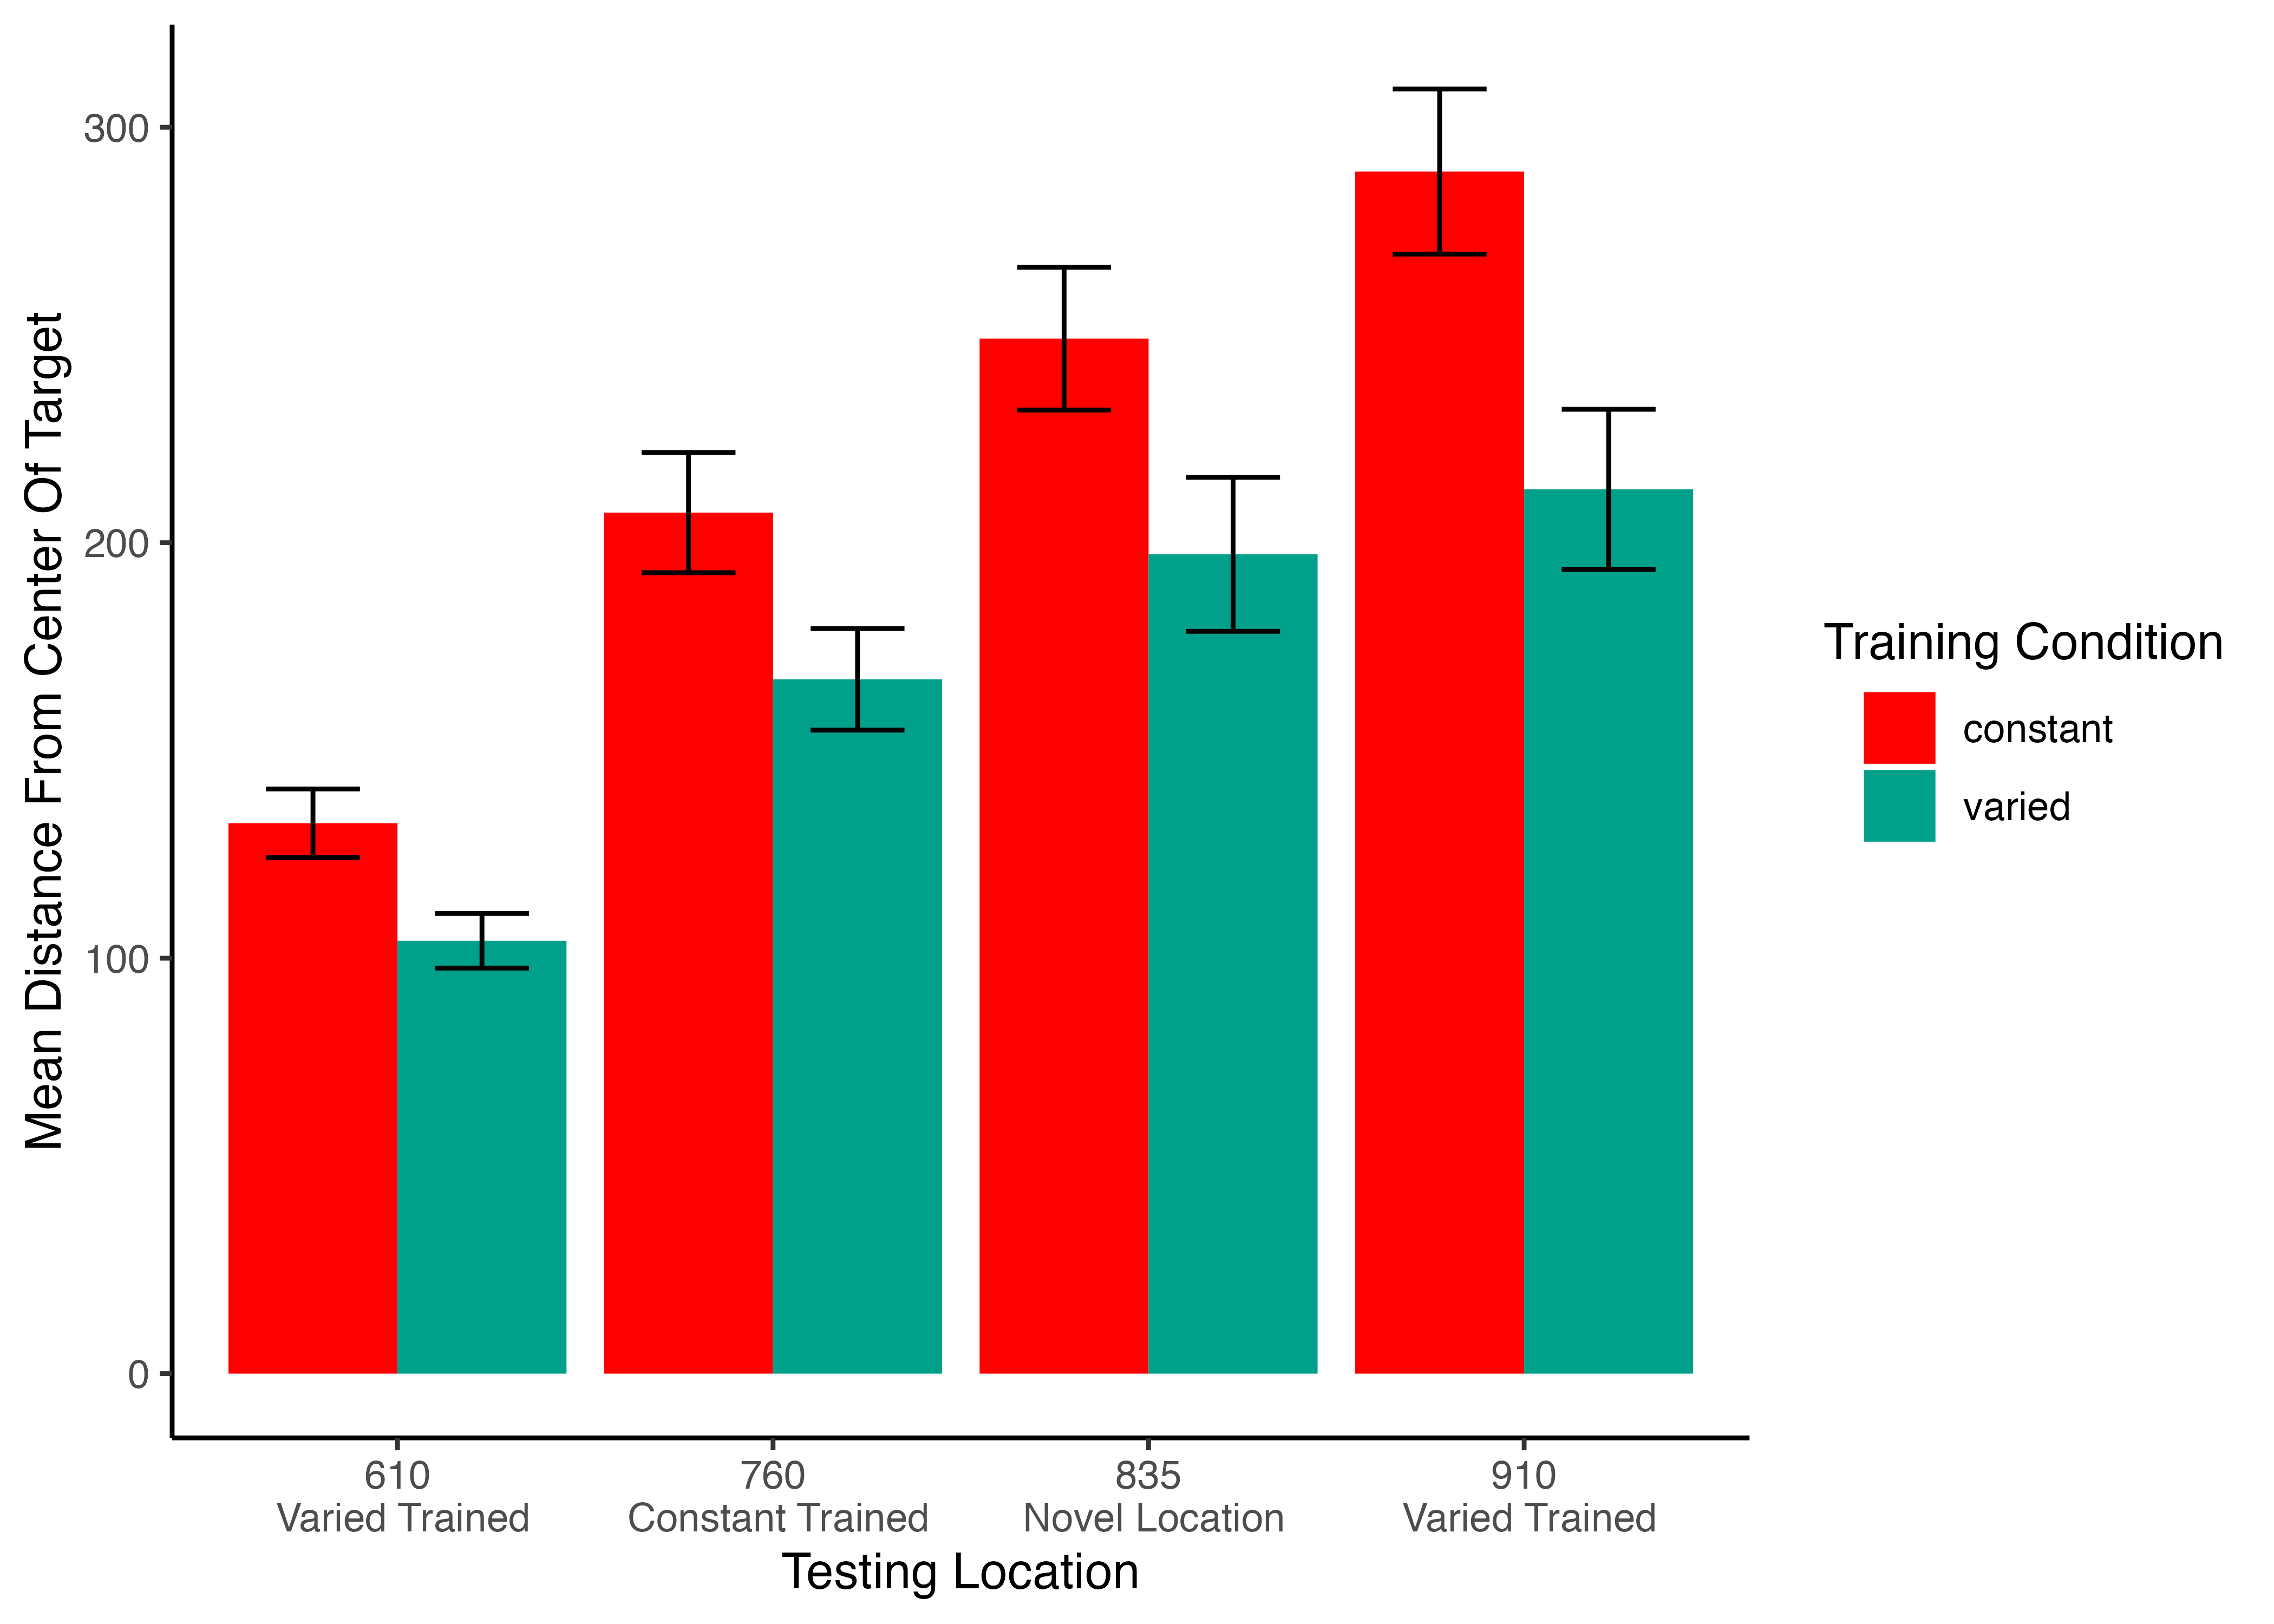 Mean Distance From Center Of Target
300
200
100
0
610
Varied Trained
760
Constant Trained
835
Novel Location
910
Varied Trained
Testing Location
Training Condition
constant
varied